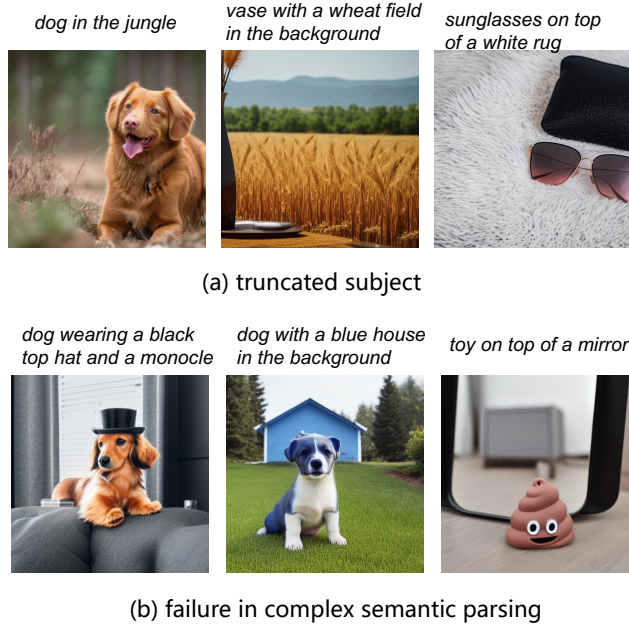 dog in the jungle
vase with a wheat field
in the background
sunglasses on top
of a white rug
(a) truncated subject
dog wearing a black
top hat and a monocle
dog with a blue house
in the background
toy on top of a mirror
(b) failure in complex semantic parsing